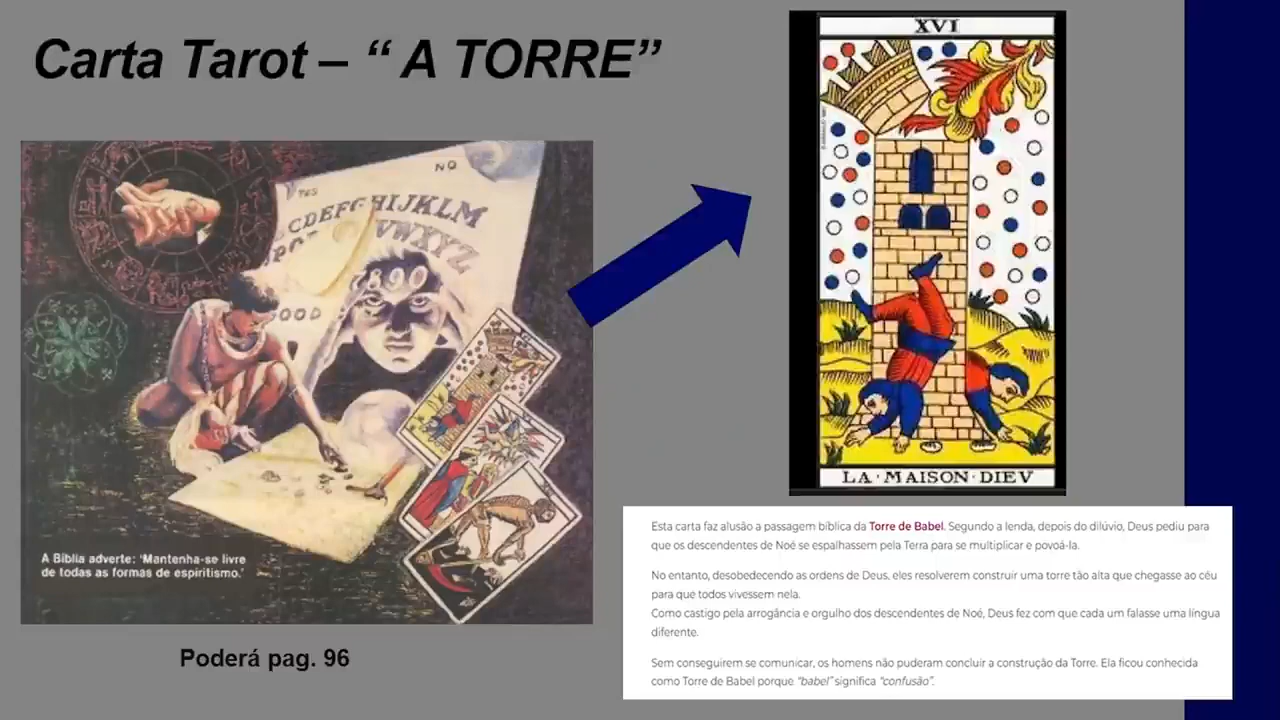 Carta Tarot – “ A TORRE”
XVI
NO
YES
CDEFGHIJKLM
VWXYZ
7890
OOD
A Bíblia adverte: ‘Mantenha-se livre
de todas as formas de espiritismo.’
LA·MAISON·DIEV
Poderá pag. 96
Esta carta faz alusão a passagem bíblica da Torre de Babel. Segundo a lenda, depois do dilúvio, Deus pediu para
que os descendentes de Noé se espalhassem pela Terra para se multiplicar e povoá-la.
No entanto, desobedecendo as ordens de Deus, eles resolverem construir uma torre tão alta que chegasse ao céu
para que todos vivessem nela.
Como castigo pela arrogância e orgulho dos descendentes de Noé, Deus fez com que cada um falasse uma língua
diferente.
Sem conseguirem se comunicar, os homens não puderam concluir a construção da Torre. Ela ficou conhecida
como Torre de Babel porque “babel” significa “confusão”.